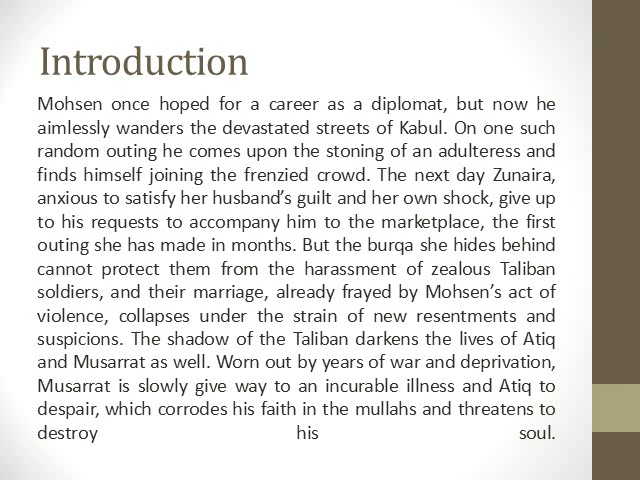 Introduction
Mohsen once hoped for a career as a diplomat, but now he
aimlessly wanders the devastated streets of Kabul. On one such
random outing he comes upon the stoning of an adulteress and
finds himself joining the frenzied crowd. The next day Zunaira,
anxious to satisfy her husband’s guilt and her own shock, give up
to his requests to accompany him to the marketplace, the first
outing she has made in months. But the burqa she hides behind
cannot protect them from the harassment of zealous Taliban
soldiers, and their marriage, already frayed by Mohsen’s act of
violence, collapses under the strain of new resentments and
suspicions. The shadow of the Taliban darkens the lives of Atiq
and Musarrat as well. Worn out by years of war and deprivation,
Musarrat is slowly give way to an incurable illness and Atiq to
despair, which corrodes his faith in the mullahs and threatens to
destroy his soul.